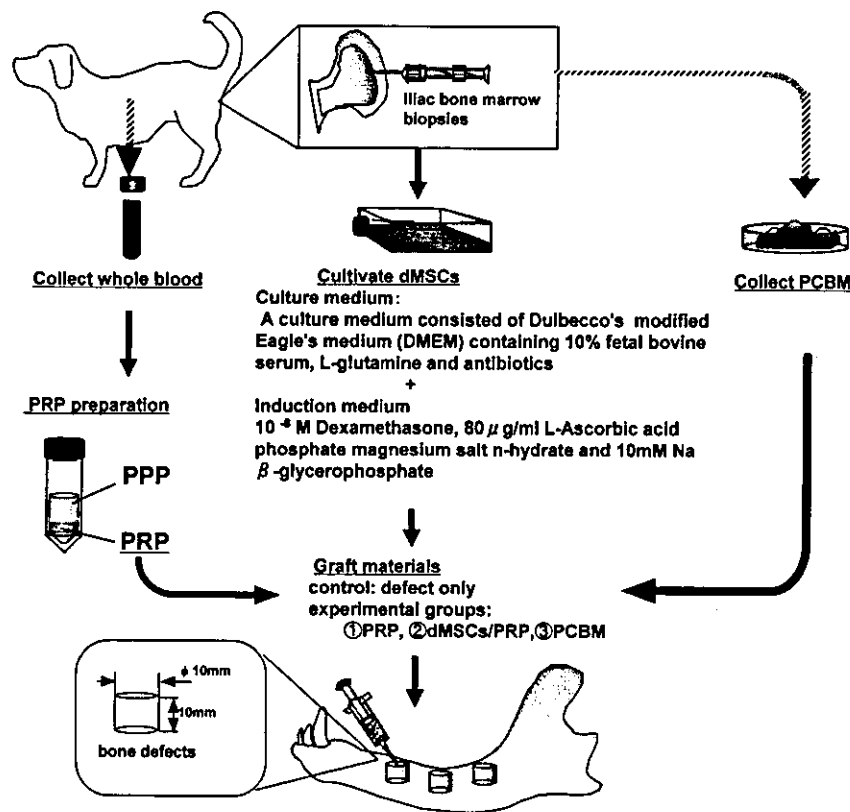 Iliac bone marrow
biopsies
Collect whole blood
Cultivate dMSCs
Culture medium:
A culture medium consisted of Dulbecco's modified
Eagle's medium (DMEM) containing 10% fetal bovine
serum, L-glutamine and antibiotics
+
Induction medium
10⁻⁸ M Dexamethasone, 80 μg/ml L-Ascorbic acid
phosphate magnesium salt n-hydrate and 10mM Na
β-glycerophosphate
Collect PCBM
PRP preparation
PPP
PRP
Graft materials
control: defect only
experimental groups:
①PRP, ②dMSCs/PRP,③PCBM
φ 10mm
10mm
bone defects